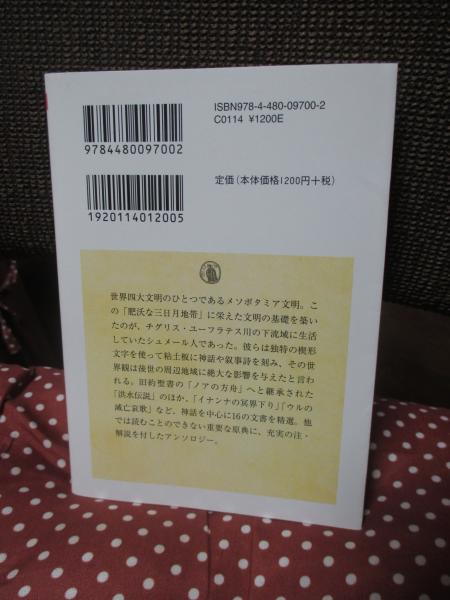 ISBN978-4-480-09700-2
C0114 ¥1200E
9784480097002
定価(本体価格1200円+税)
1920114012005
世界四大文明のひとつであるメソポタミア文明。こ
の「肥沃な三日月地帯」に栄えた文明の基礎を築い
たのが、チグリス・ユーフラテス川の下流域に生活
していたシュメール人であった。彼らは独特の楔形
文字を使って粘土板に神話や叙事詩を刻み、その世
界観は後世の周辺地域に絶大な影響を与えたと言わ
れる。旧約聖書の「ノアの方舟」へと継承された
「洪水伝説」のほか、「イナンナの冥界下り」「ウルの
滅亡哀歌」など、神話を中心に16の文書を精選。他
では読むことのできない重要な原典に、充実の注・
解説を付したアンソロジー。